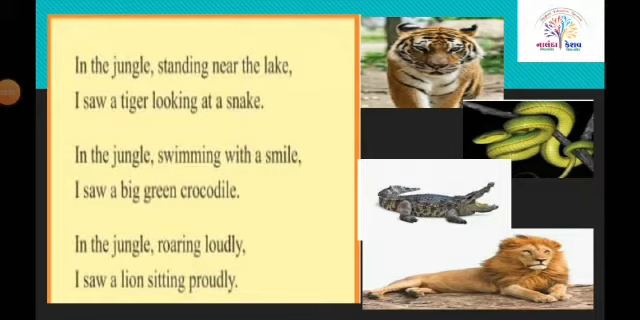 In the jungle, standing near the lake,
I saw a tiger looking at a snake.
In the jungle, swimming with a smile,
I saw a big green crocodile.
In the jungle, roaring loudly,
I saw a lion sitting proudly.
નાલંદા કેરાવ